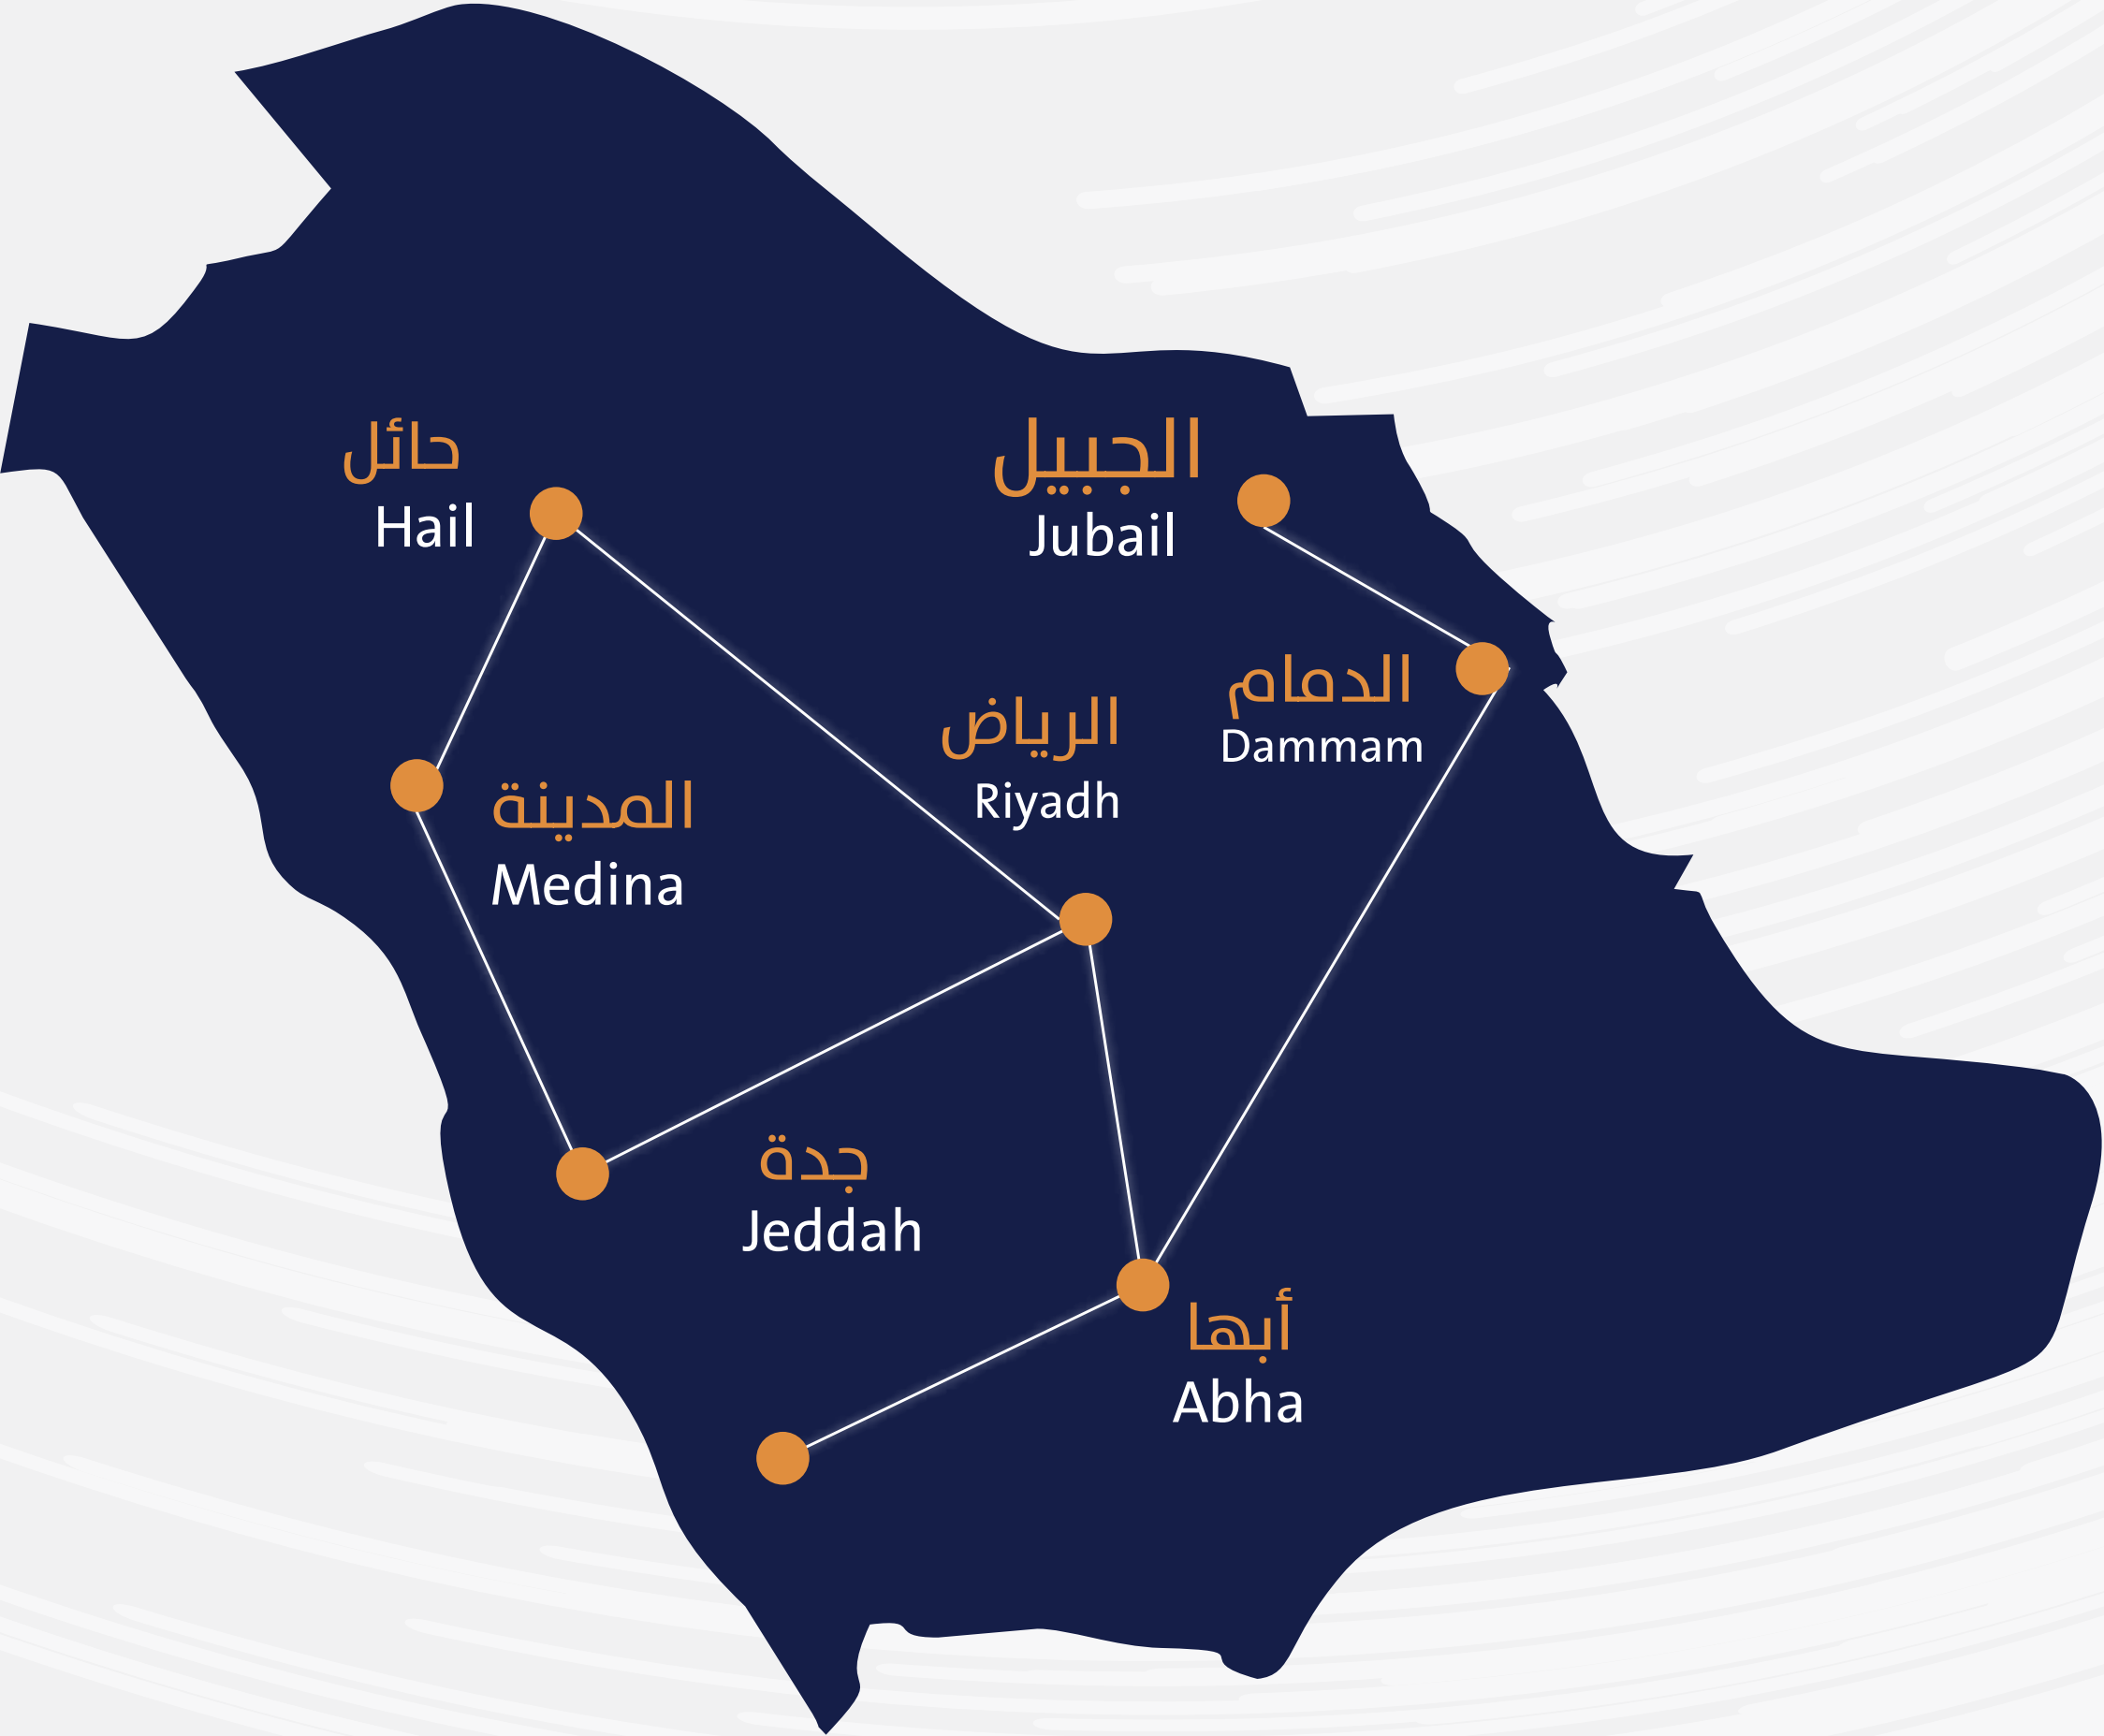 حائل
Hail
الجبيل
Jubail
الدمام
Dammam
الرياض
Riyadh
المدينة
Medina
جدة
Jeddah
أبها
Abha